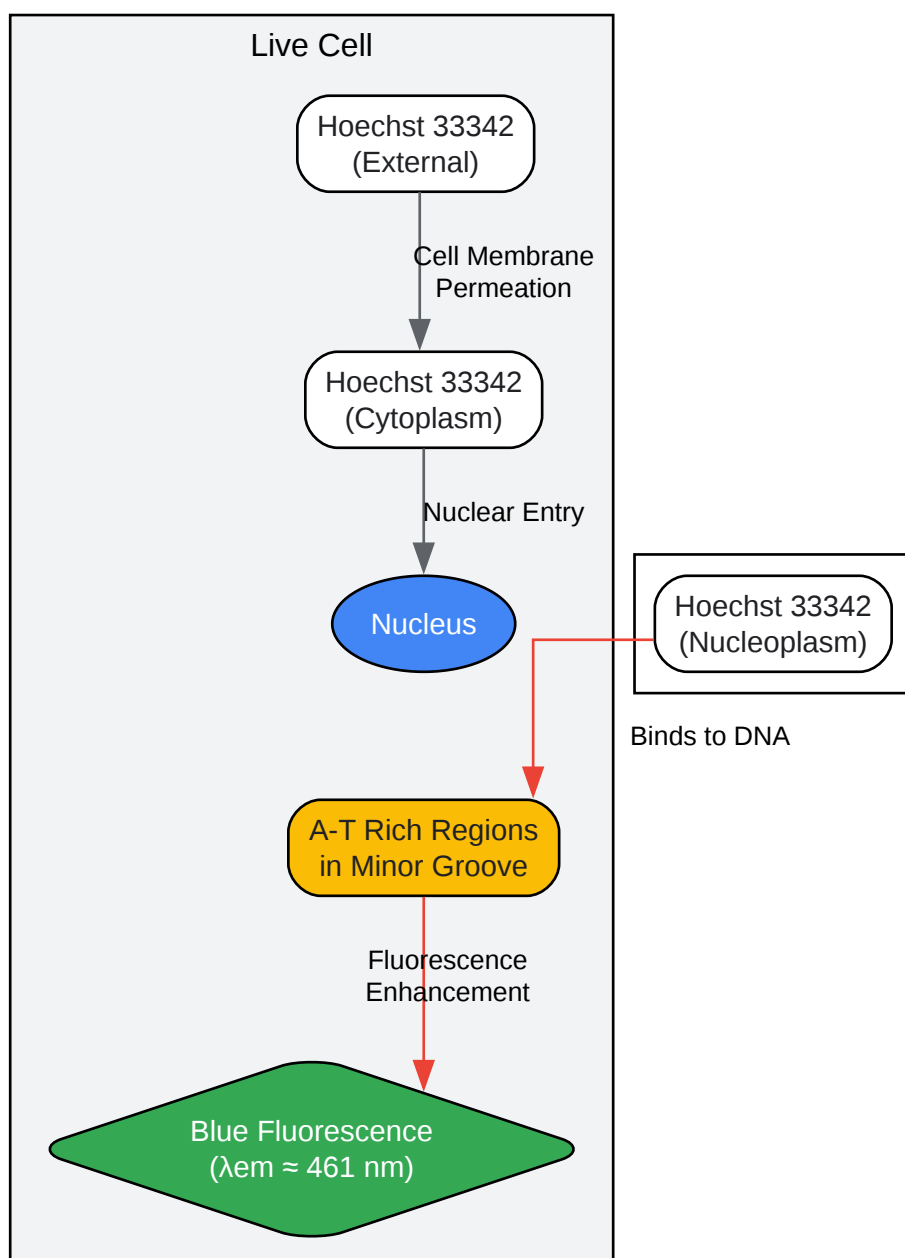 Live Cell
Hoechst 33342
(External)
Cell Membrane
Permeation
Hoechst 33342
(Cytoplasm)
Nuclear Entry
Nucleus
Hoechst 33342
(Nucleoplasm)
Binds to DNA
A-T Rich Regions
in Minor Groove
Fluorescence
Enhancement
Blue Fluorescence
(λem ≈ 461 nm)